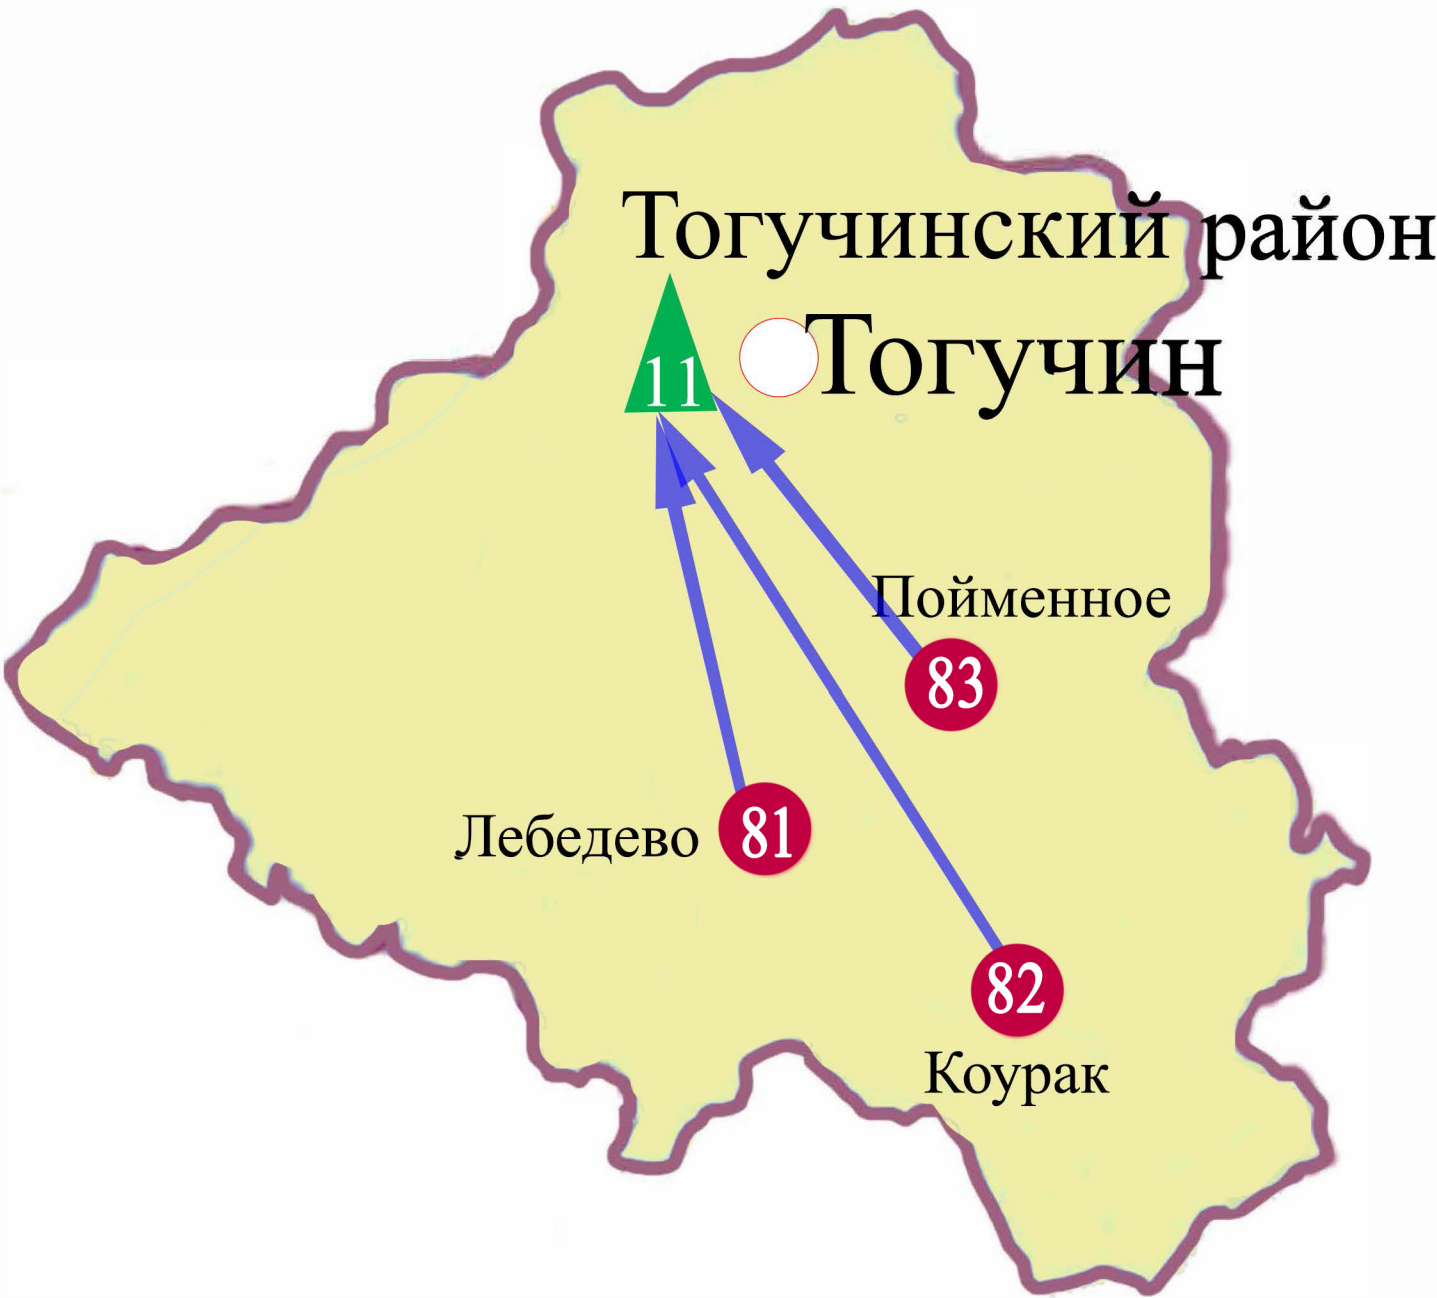 Тогучинский район
11
Тогучин
Пойменное
83
Лебедево
81
82
Коурак